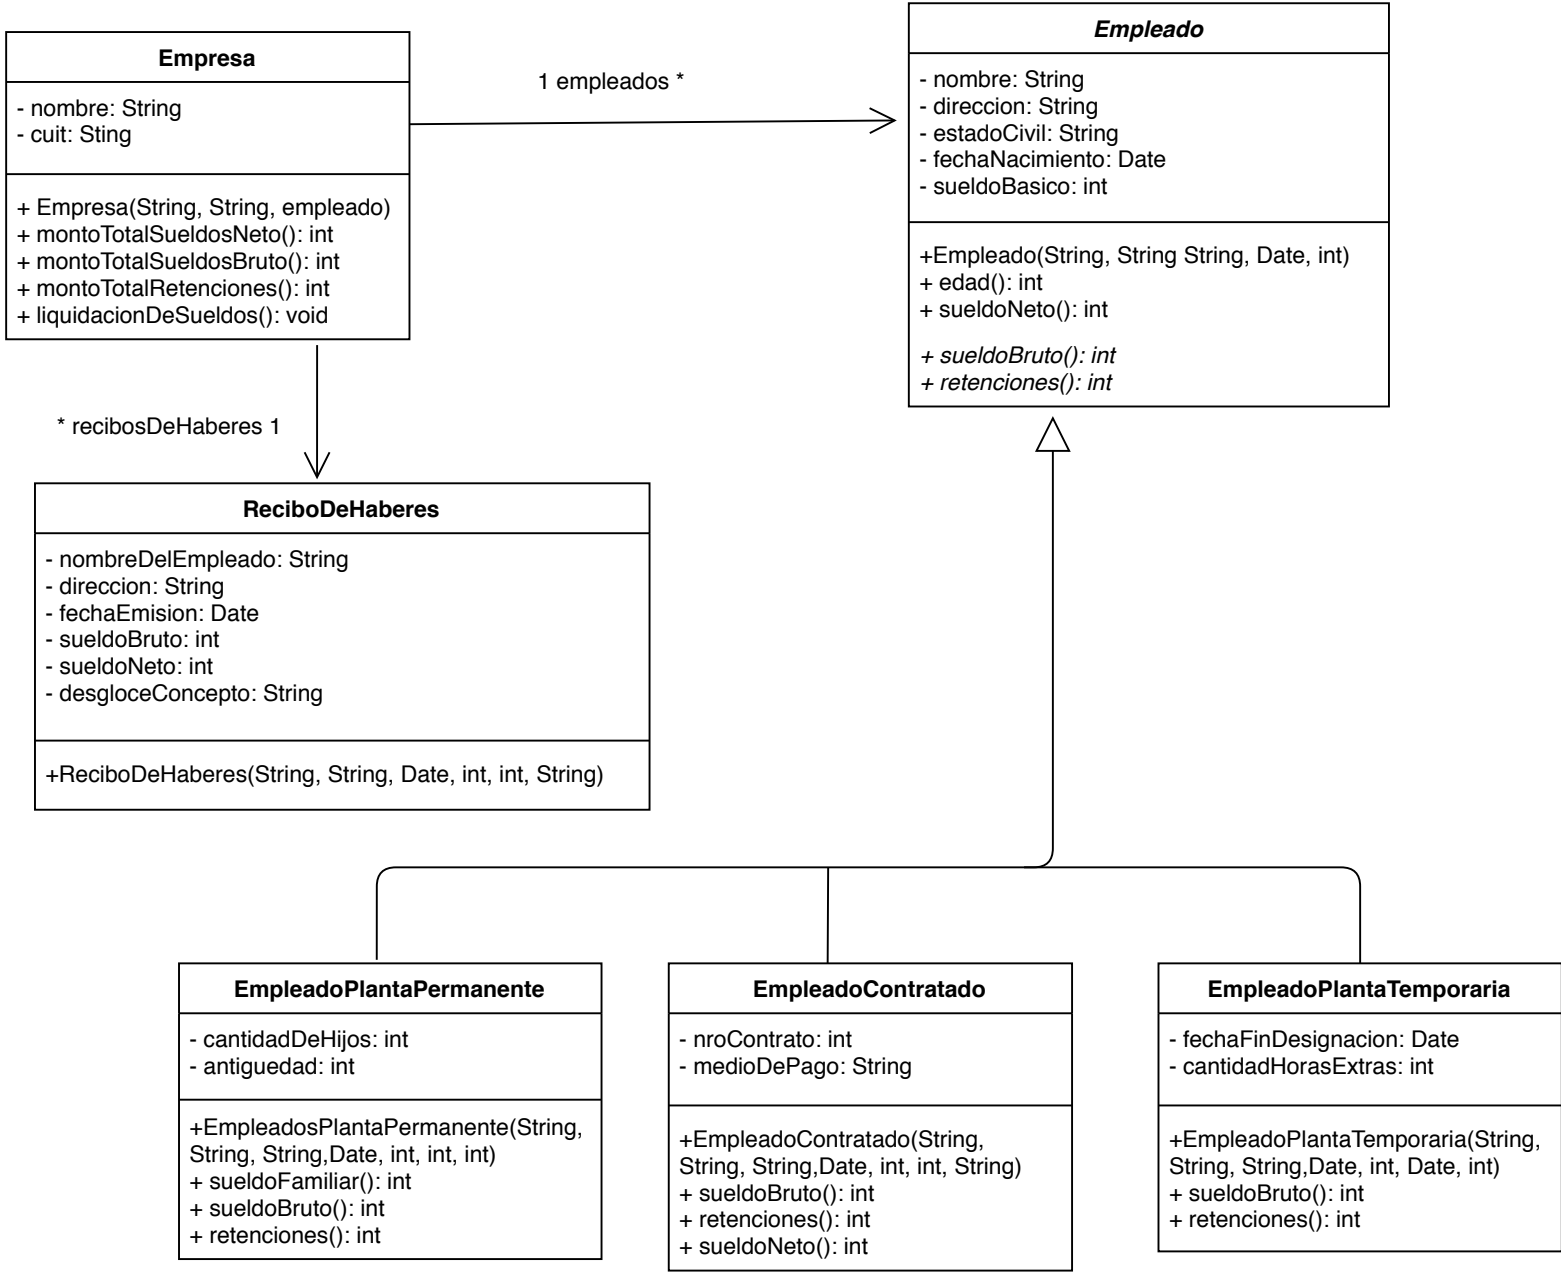 Empresa
- nombre: String
- cuit: Sting
+ Empresa(String, String, empleado)
+ montoTotalSueldosNeto(): int
+ montoTotalSueldosBruto(): int
+ montoTotalRetenciones(): int
+ liquidacionDeSueldos(): void
1 empleados *
Empleado
- nombre: String
- direccion: String
- estadoCivil: String
- fechaNacimiento: Date
- sueldoBasico: int
+Empleado(String, String String, Date, int)
+ edad(): int
+ sueldoNeto(): int
+ sueldoBruto(): int
+ retenciones(): int
* recibosDeHaberes 1
ReciboDeHaberes
- nombreDelEmpleado: String
- direccion: String
- fechaEmision: Date
- sueldoBruto: int
- sueldoNeto: int
- desgloceConcepto: String
+ReciboDeHaberes(String, String, Date, int, int, String)
EmpleadoPlantaPermanente
- cantidadDeHijos: int
- antiguedad: int
+EmpleadosPlantaPermanente(String,
String, String,Date, int, int, int)
+ sueldoFamiliar(): int
+ sueldoBruto(): int
+ retenciones(): int
EmpleadoContratado
- nroContrato: int
- medioDePago: String
+EmpleadoContratado(String,
String, String,Date, int, int, String)
+ sueldoBruto(): int
+ retenciones(): int
+ sueldoNeto(): int
EmpleadoPlantaTemporaria
- fechaFinDesignacion: Date
- cantidadHorasExtras: int
+EmpleadoPlantaTemporaria(String,
String, String,Date, int, Date, int)
+ sueldoBruto(): int
+ retenciones(): int